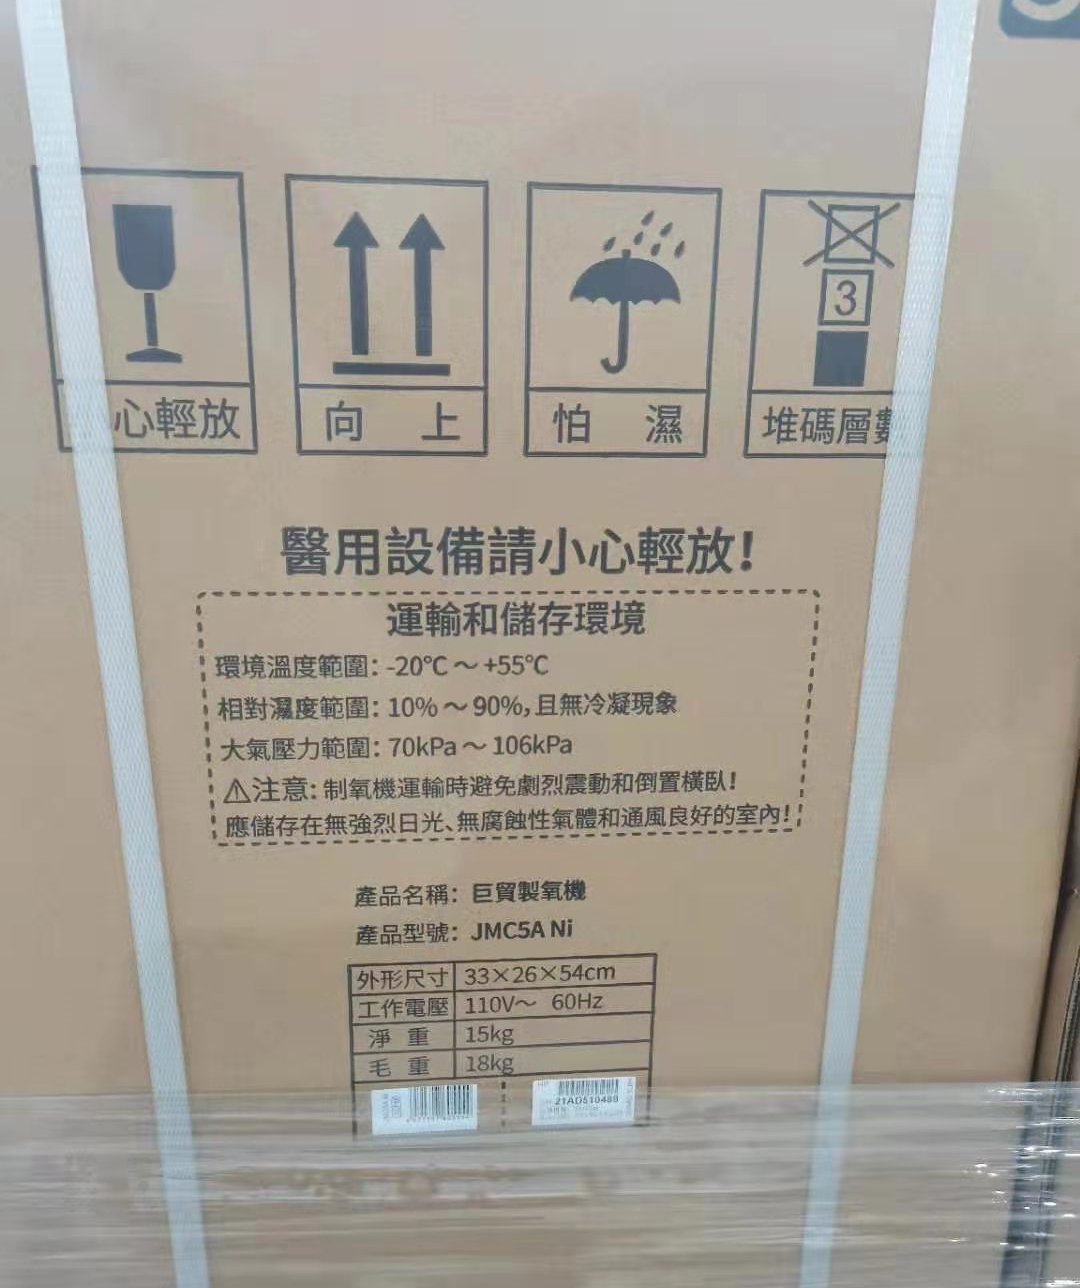 3
心輕放
向 上
怕 濕
堆碼層數
醫用設備請小心輕放!
運輸和儲存環境
環境溫度範圍: -20℃～+55℃
相對濕度範圍: 10%～90%, 且無冷凝現象
大氣壓力範圍: 70kPa～106kPa
⚠注意: 制氧機運輸時避免劇烈震動和倒置橫臥!
應儲存在無強烈日光、無腐蝕性氣體和通風良好的室內!
產品名稱: 巨貿製氧機
產品型號: JMC5A Ni
外形尺寸 33×26×54cm
工作電壓 110V～ 60Hz
淨 重 15kg
毛 重 18kg
21AD510488